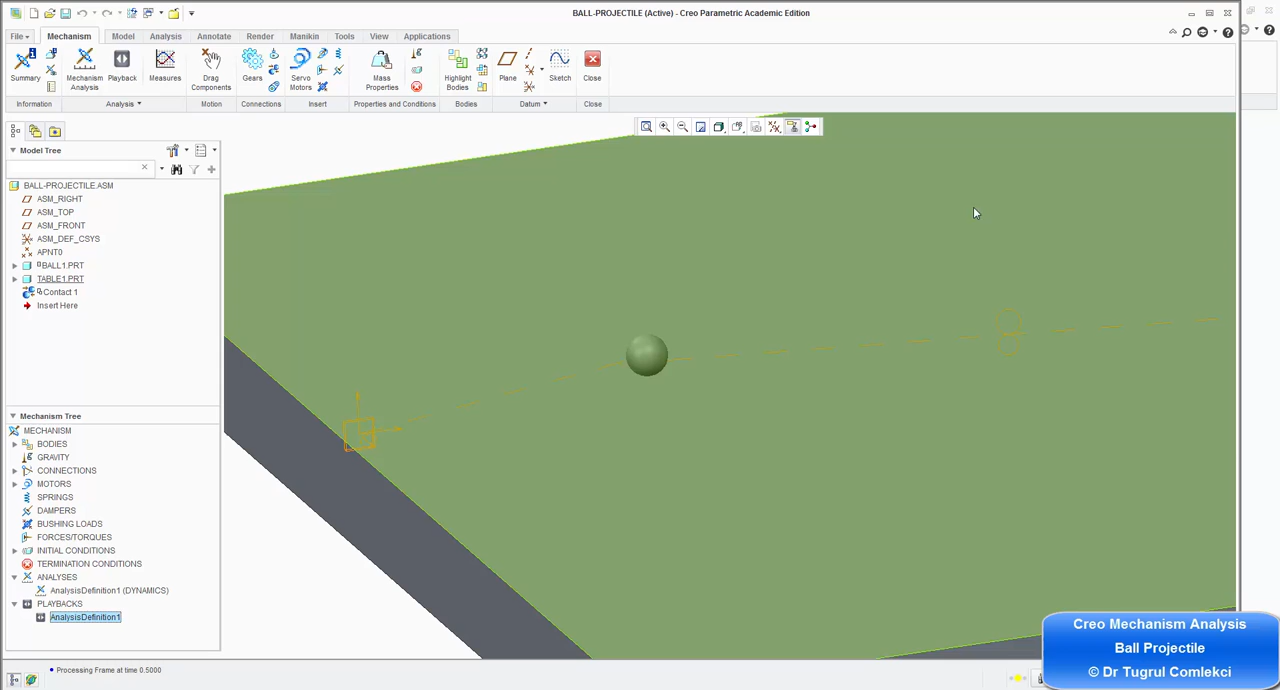 BALL-PROJECTILE (Active) - Creo Parametric Academic Edition
File
Mechanism
Model
Analysis
Annotate
Render
Manikin
Tools
View
Applications
Summary
Mechanism Analysis
Playback
Measures
Drag Components
Gears
Servo Motors
Mass Properties
Highlight Bodies
Plane
Sketch
Close
Information
Analysis
Motion
Connections
Insert
Properties and Conditions
Bodies
Datum
Close
Model Tree
BALL-PROJECTILE.ASM
ASM_RIGHT
ASM_TOP
ASM_FRONT
ASM_DEF_CSYS
APNT0
BALL1.PRT
TABLE1.PRT
Contact 1
Insert Here
Mechanism Tree
MECHANISM
BODIES
GRAVITY
CONNECTIONS
MOTORS
SPRINGS
DAMPERS
BUSHING LOADS
FORCES/TORQUES
INITIAL CONDITIONS
TERMINATION CONDITIONS
ANALYSES
AnalysisDefinition1 (DYNAMICS)
PLAYBACKS
AnalysisDefinition1
Processing Frame at time 0.5000
Creo Mechanism Analysis
Ball Projectile
© Dr Tugrul Comlekci